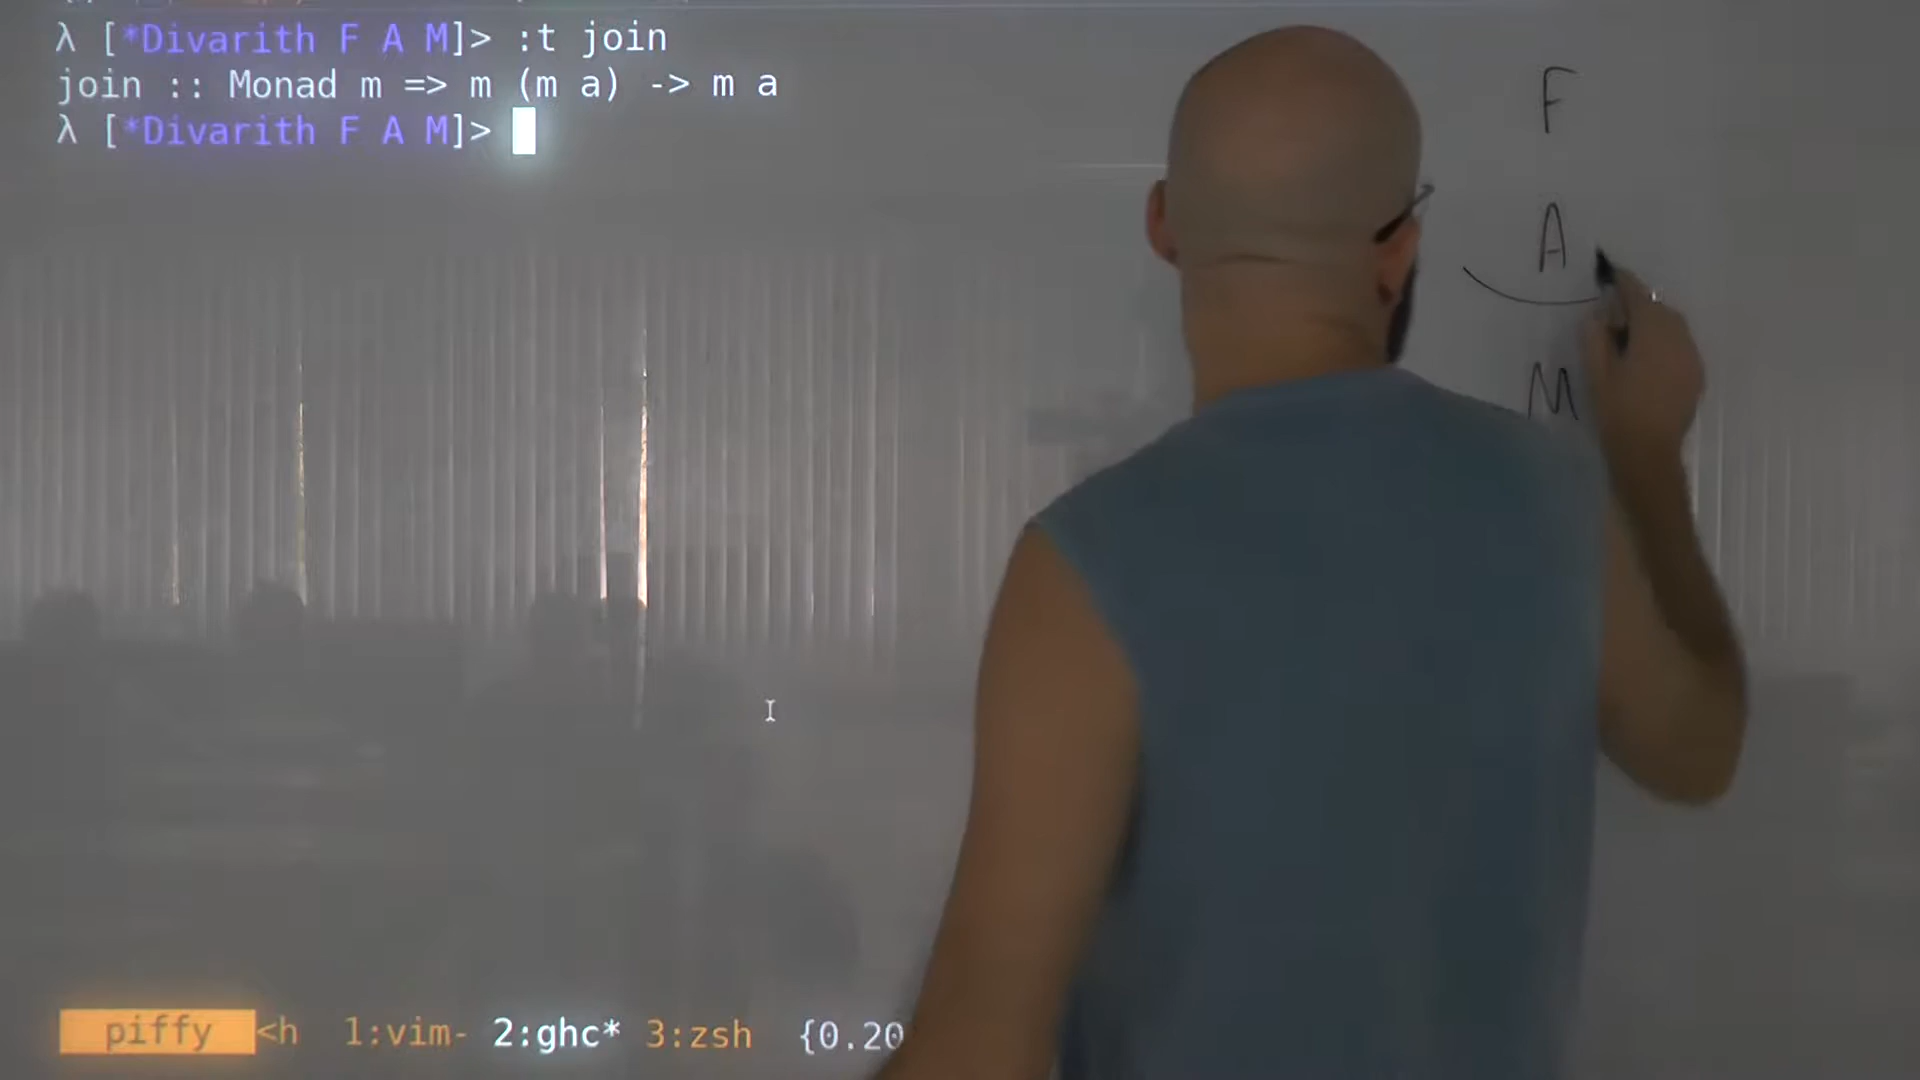 λ [*Divarith F A M]> :t join
join :: Monad m => m (m a) -> m a
λ [*Divarith F A M]>
F
A
M
piffy <h 1:vim- 2:ghc* 3:zsh {0.20